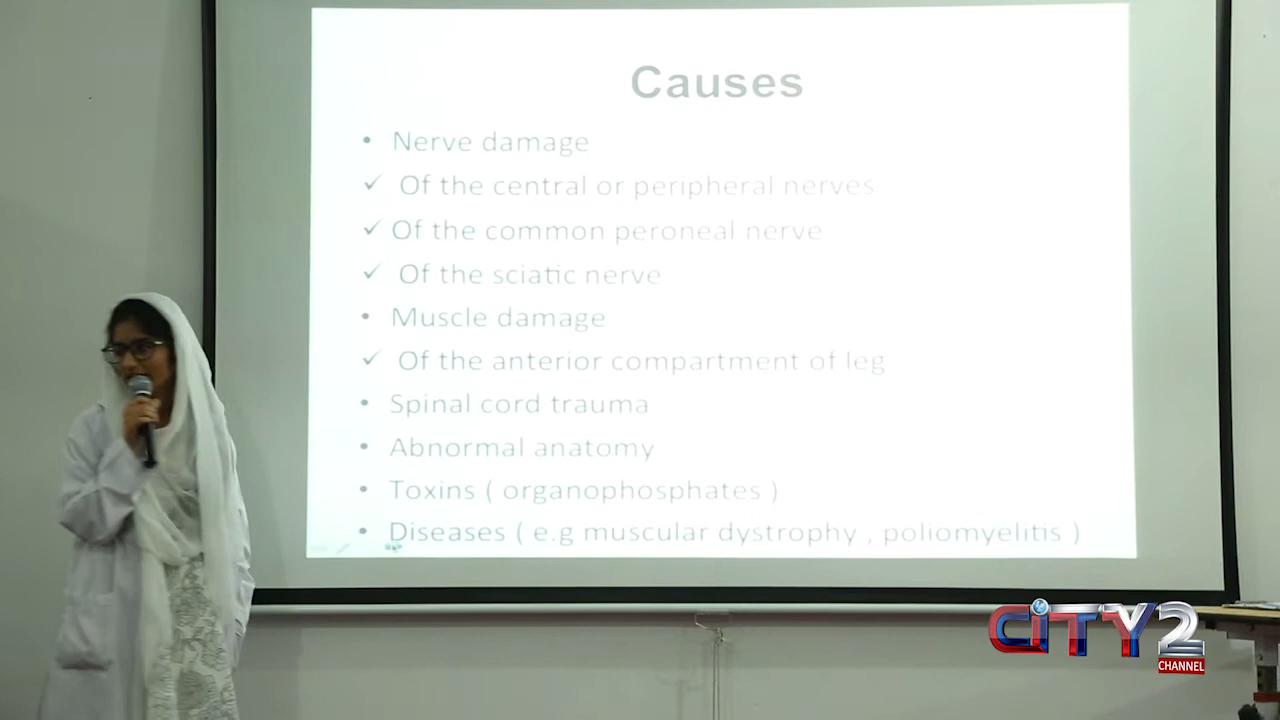 Causes
• Nerve damage
✓ Of the central or peripheral nerves
✓ Of the common peroneal nerve
✓ Of the sciatic nerve
• Muscle damage
✓ Of the anterior compartment of leg
• Spinal cord trauma
• Abnormal anatomy
• Toxins ( organophosphates )
• Diseases ( e.g muscular dystrophy , poliomyelitis )
CiTY2
CHANNEL